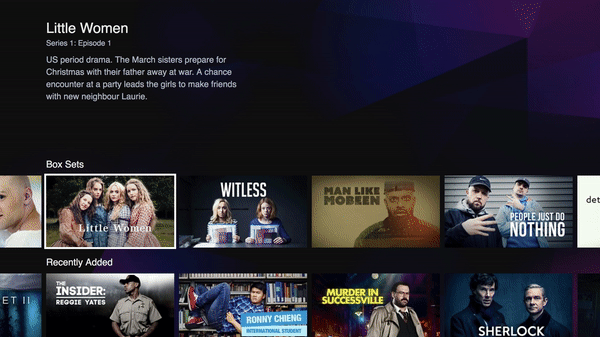 Little Women
Series 1: Episode 1
US period drama. The March sisters prepare for
Christmas with their father away at war. A chance
encounter at a party leads the girls to make friends
with new neighbour Laurie.
Box Sets
Little Women
WITLESS
MAN LIKE
MOBEEN
PEOPLE JUST DO
NOTHING
det
Recently Added
ET II
THE
INSIDER:
REGGIE YATES
RONNY CHIENG
INTERNATIONAL STUDENT
MURDER IN
SUCCESSVILLE
SHERLOCK